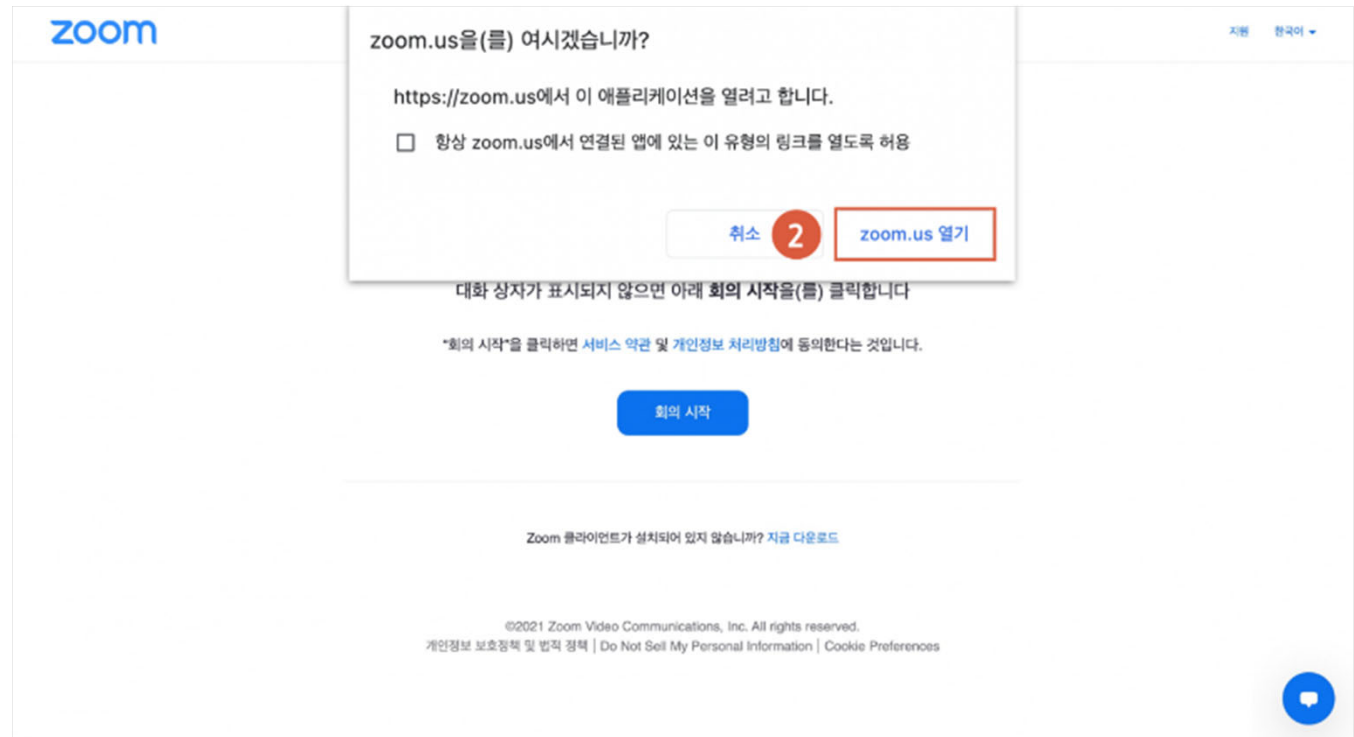 zoom
지원 한국어
zoom.us을(를) 여시겠습니까?
https://zoom.us에서 이 애플리케이션을 열려고 합니다.
항상 zoom.us에서 연결된 앱에 있는 이 유형의 링크를 열도록 허용
취소 2 zoom.us 열기
대화 상자가 표시되지 않으면 아래 회의 시작을(를) 클릭합니다
“회의 시작”을 클릭하면 서비스 약관 및 개인정보 처리방침에 동의한다는 것입니다.
회의 시작
Zoom 클라이언트가 설치되어 있지 않습니까? 지금 다운로드
©2021 Zoom Video Communications, Inc. All rights reserved.
개인정보 보호정책 및 법적 정책 | Do Not Sell My Personal Information | Cookie Preferences